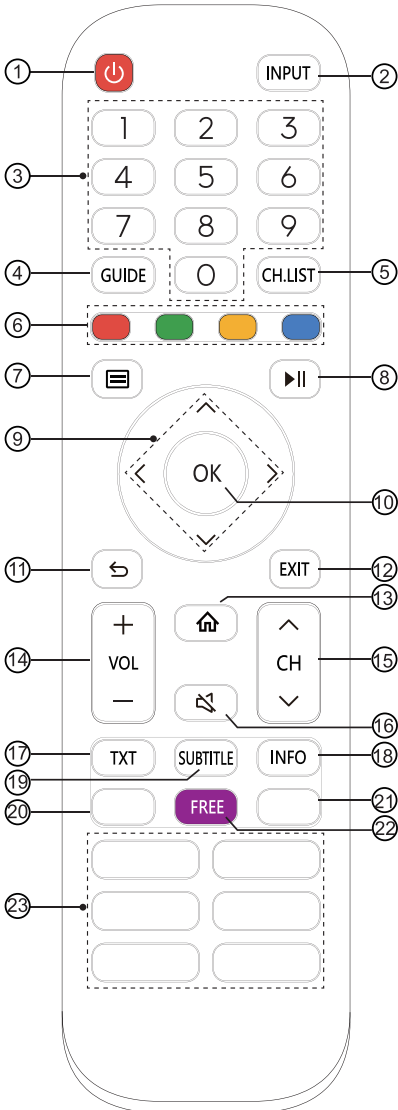 ① INPUT ②
1 2 3
③ 4 5 6
7 8 9
④ GUIDE 0 CH.LIST ⑤
⑥
⑦ ⑧
⑨
OK
⑩
⑪ EXIT ⑫
⑬
+
⑭ VOL CH ⑮
−
⑯
⑰ TXT SUBTITLE INFO ⑱
⑲
⑳ FREE ㉑
㉒
㉓